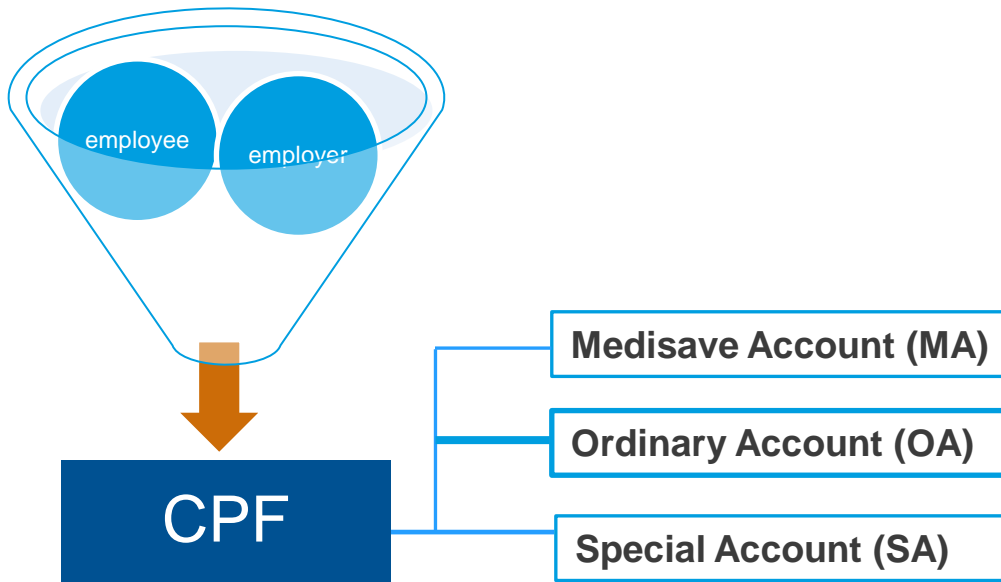 employee
employer
CPF
Medisave Account (MA)
Ordinary Account (OA)
Special Account (SA)